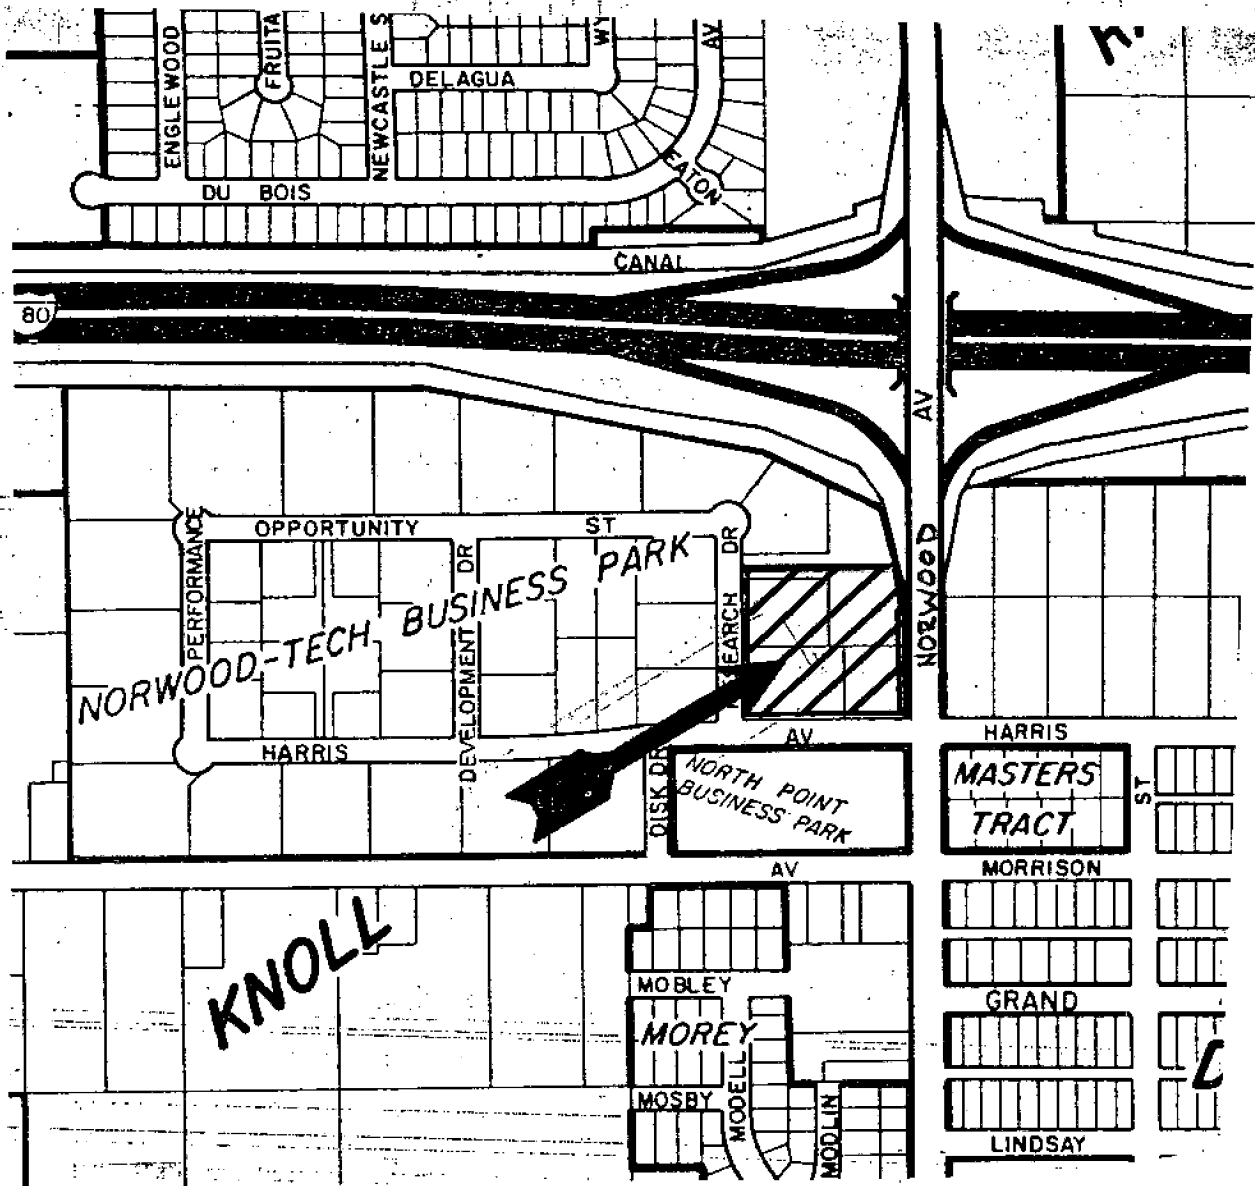 ENGLEWOOD
FRUITA
NEWCASTLE S
WY
AV
DELAGUA
DU BOIS
EATON
CANAL
80
AV
NORWOOD
OPPORTUNITY ST
PERFORMANCE
DEVELOPMENT DR
DR
NORWOOD-TECH BUSINESS PARK
HARRIS
AV
HARRIS
DISK DR
NORTH POINT
BUSINESS PARK
MASTERS
TRACT
ST
AV
MORRISON
KNOLL
MOBLEY
GRAND
MOREY
MODELL
MOSBY
MODLIN
LINDSAY